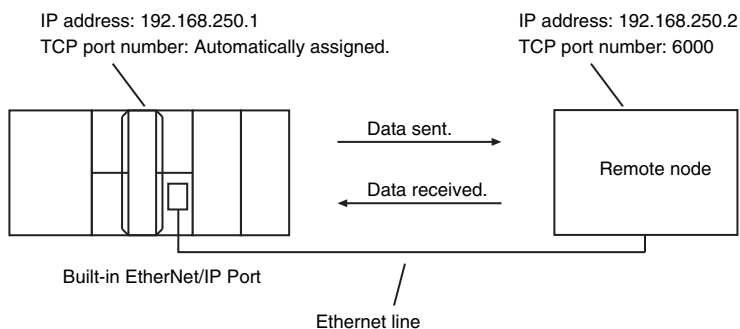 IP address: 192.168.250.1
TCP port number: Automatically assigned.
IP address: 192.168.250.2
TCP port number: 6000
Data sent.
Data received.
Remote node
Built-in EtherNet/IP Port
Ethernet line